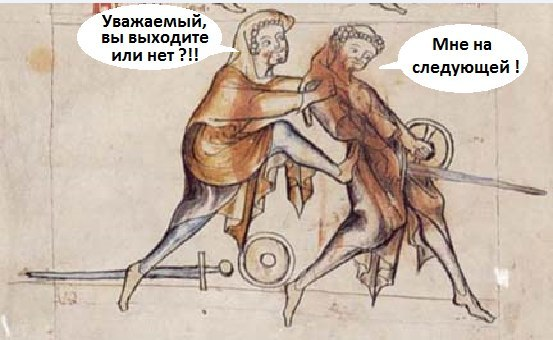 Уважаемый,
вы выходите
или нет ?!!
Мне на
следующей !